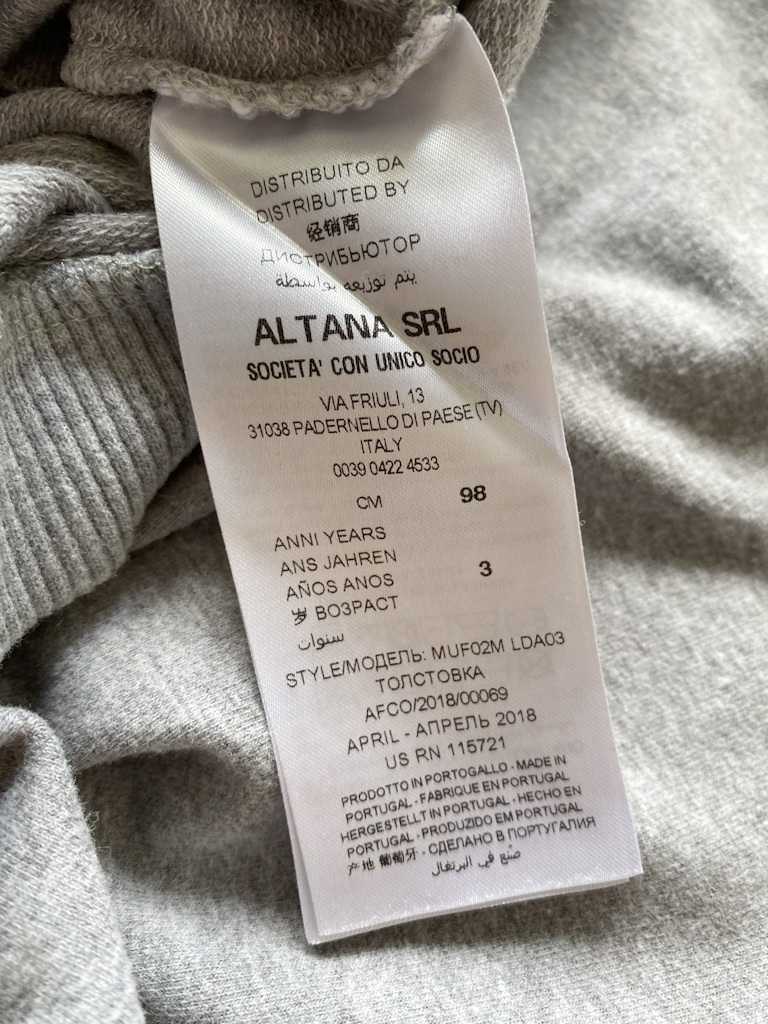 DISTRIBUITO DA
DISTRIBUTED BY
经销商
ДИСТРИБЬЮТОР
يتم توزيعه بواسطة
ALTANA SRL
SOCIETA' CON UNICO SOCIO
VIA FRIULI, 13
31038 PADERNELLO DI PAESE (TV)
ITALY
0039 0422 4533
CM 98
ANNI YEARS
ANS JAHREN
AÑOS ANOS 3
岁 ВОЗРАСТ
سنوات
STYLE/МОДЕЛЬ: MUF02M LDA03
ТОЛСТОВКА
AFCO/2018/00069
APRIL - АПРЕЛЬ 2018
US RN 115721
PRODOTTO IN PORTOGALLO - MADE IN
PORTUGAL - FABRIQUE EN PORTUGAL
HERGESTELLT IN PORTUGAL - HECHO EN
PORTUGAL - PRODUZIDO EM PORTUGAL
产地 葡萄牙 - СДЕЛАНО В ПОРТУГАЛИЯ
صنع في البرتغال